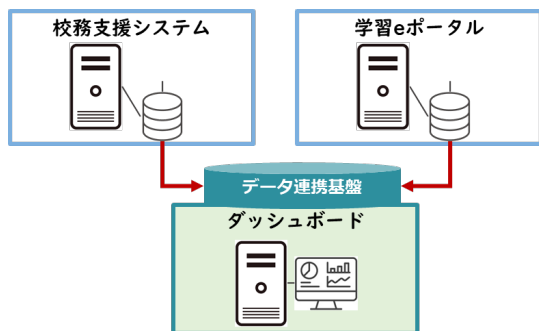 校務支援システム
学習eポータル
データ連携基盤
ダッシュボード